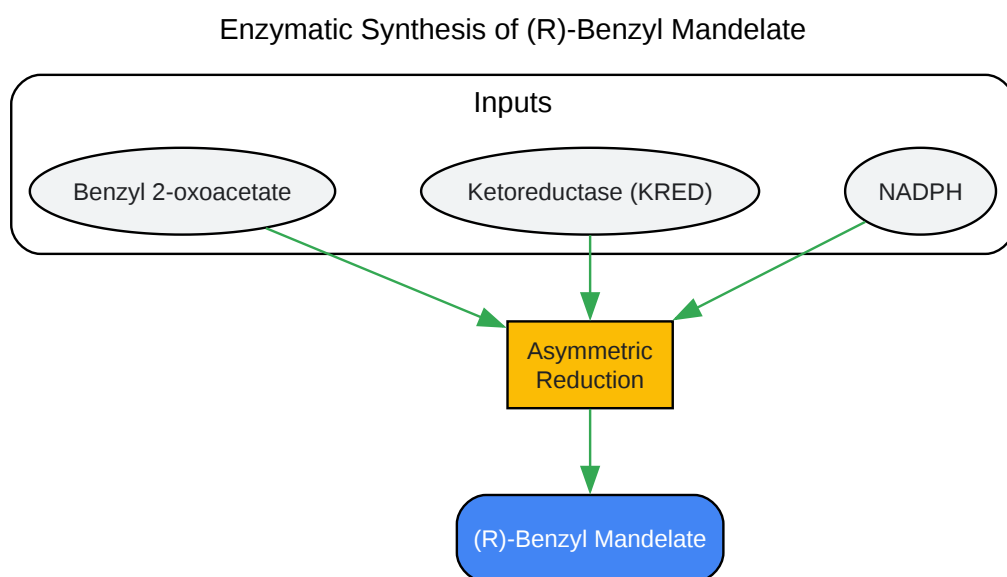 Enzymatic Synthesis of (R)-Benzyl Mandelate
Inputs
Benzyl 2-oxoacetate
Ketoreductase (KRED)
NADPH
Asymmetric
Reduction
(R)-Benzyl Mandelate